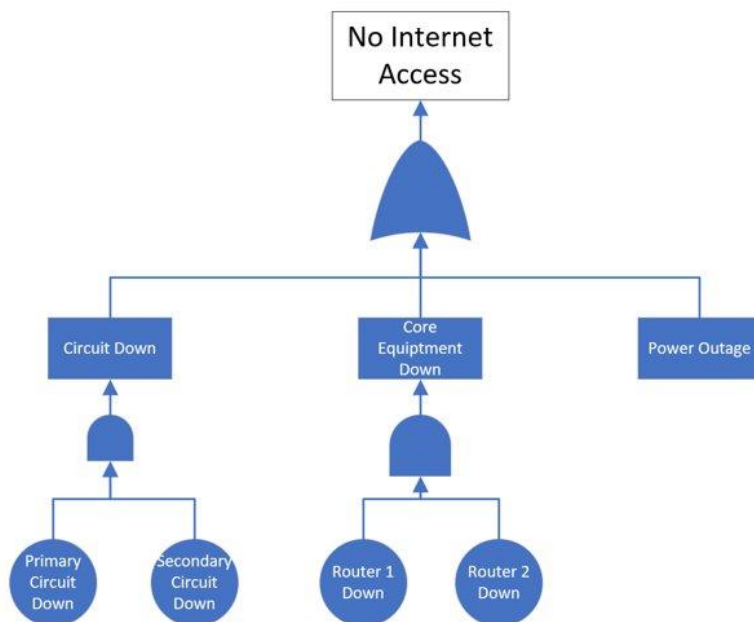 No Internet
Access
Circuit Down
Core
Equiptment
Down
Power Outage
Primary
Circuit
Down
Secondary
Circuit
Down
Router 1
Down
Router 2
Down